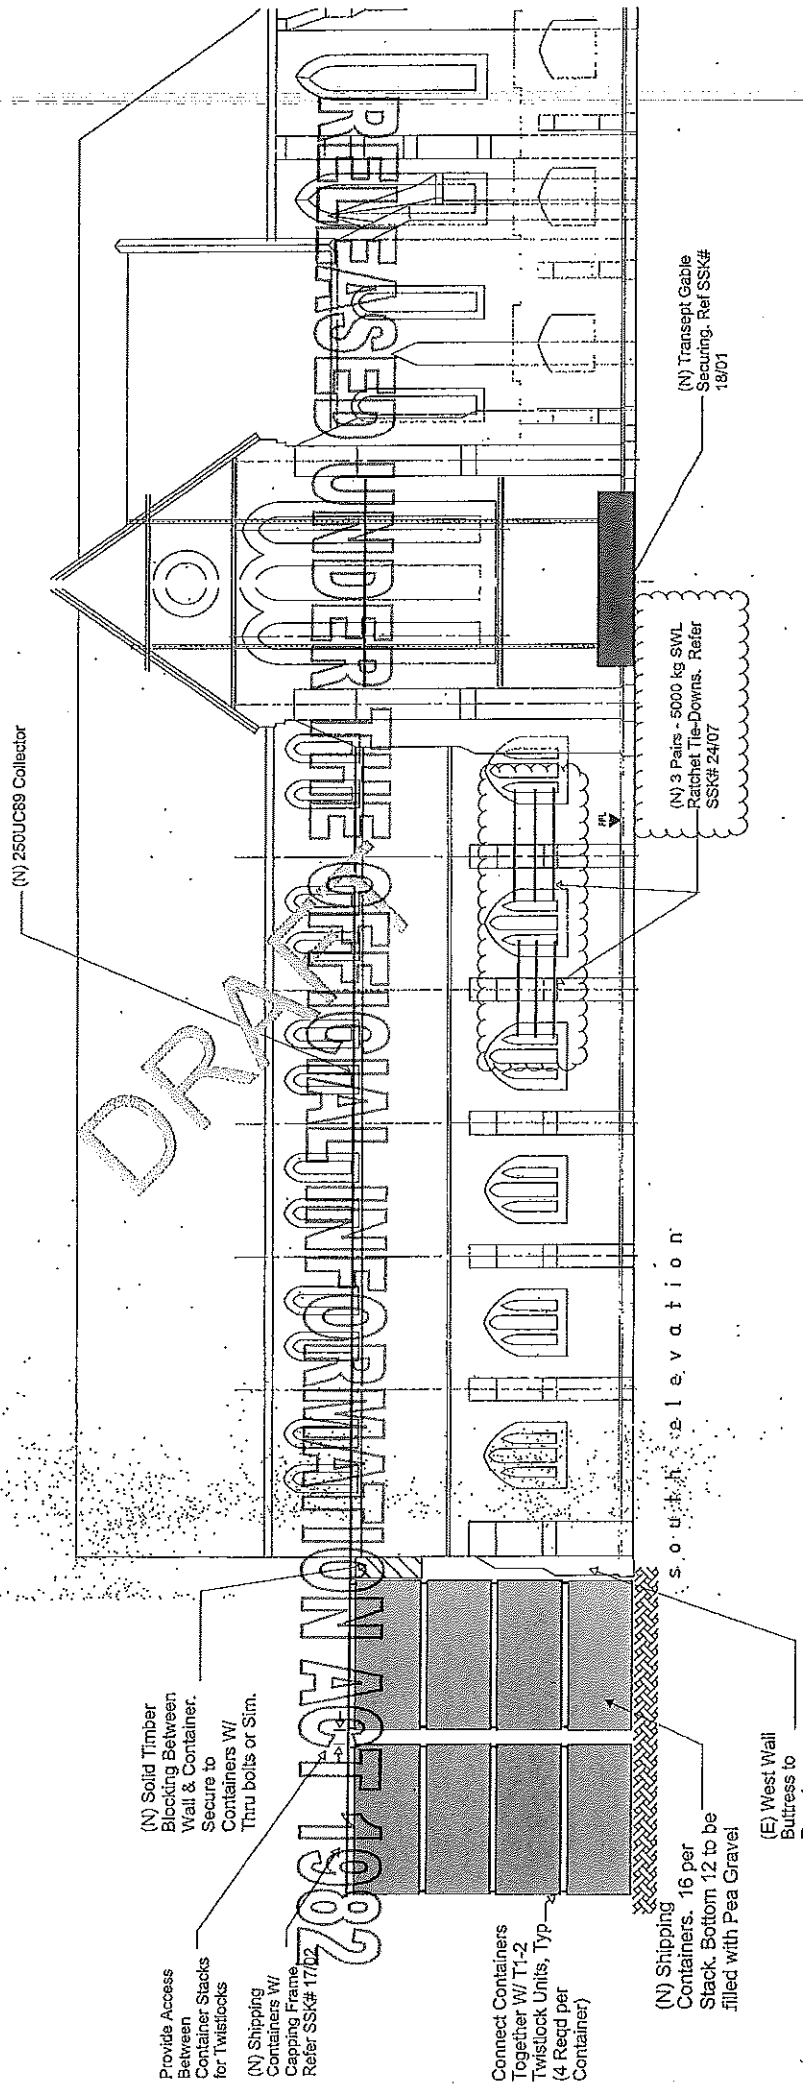 (N) 250UC89 Collector
(N) Solid Timber
Blocking Between
Wall & Container.
Secure to
Containers W/
Thru bolts or Sim.
Provide Access
Between
Container Stacks
for Twistlocks
(N) Shipping
Containers W/
Capping Frame
Refer SSK# 17/02
Connect Containers
Together W/ T1-2
Twistlock Units, Typ
(4 Reqd per
Container)
(N) Shipping
Containers. 16 per
Stack. Bottom 12 to be
filled with Pea Gravel
(E) West Wall
Buttress to
south elevation
FFL
(N) 3 Pairs - 5000 kg SWL
Ratchet Tie-Downs. Refer
SSK# 24/07
(N) Transept Gable
Securing. Ref SSK#
18/01
DRAFT
RELEASED UNDER THE OFFICIAL INFORMATION ACT 1982